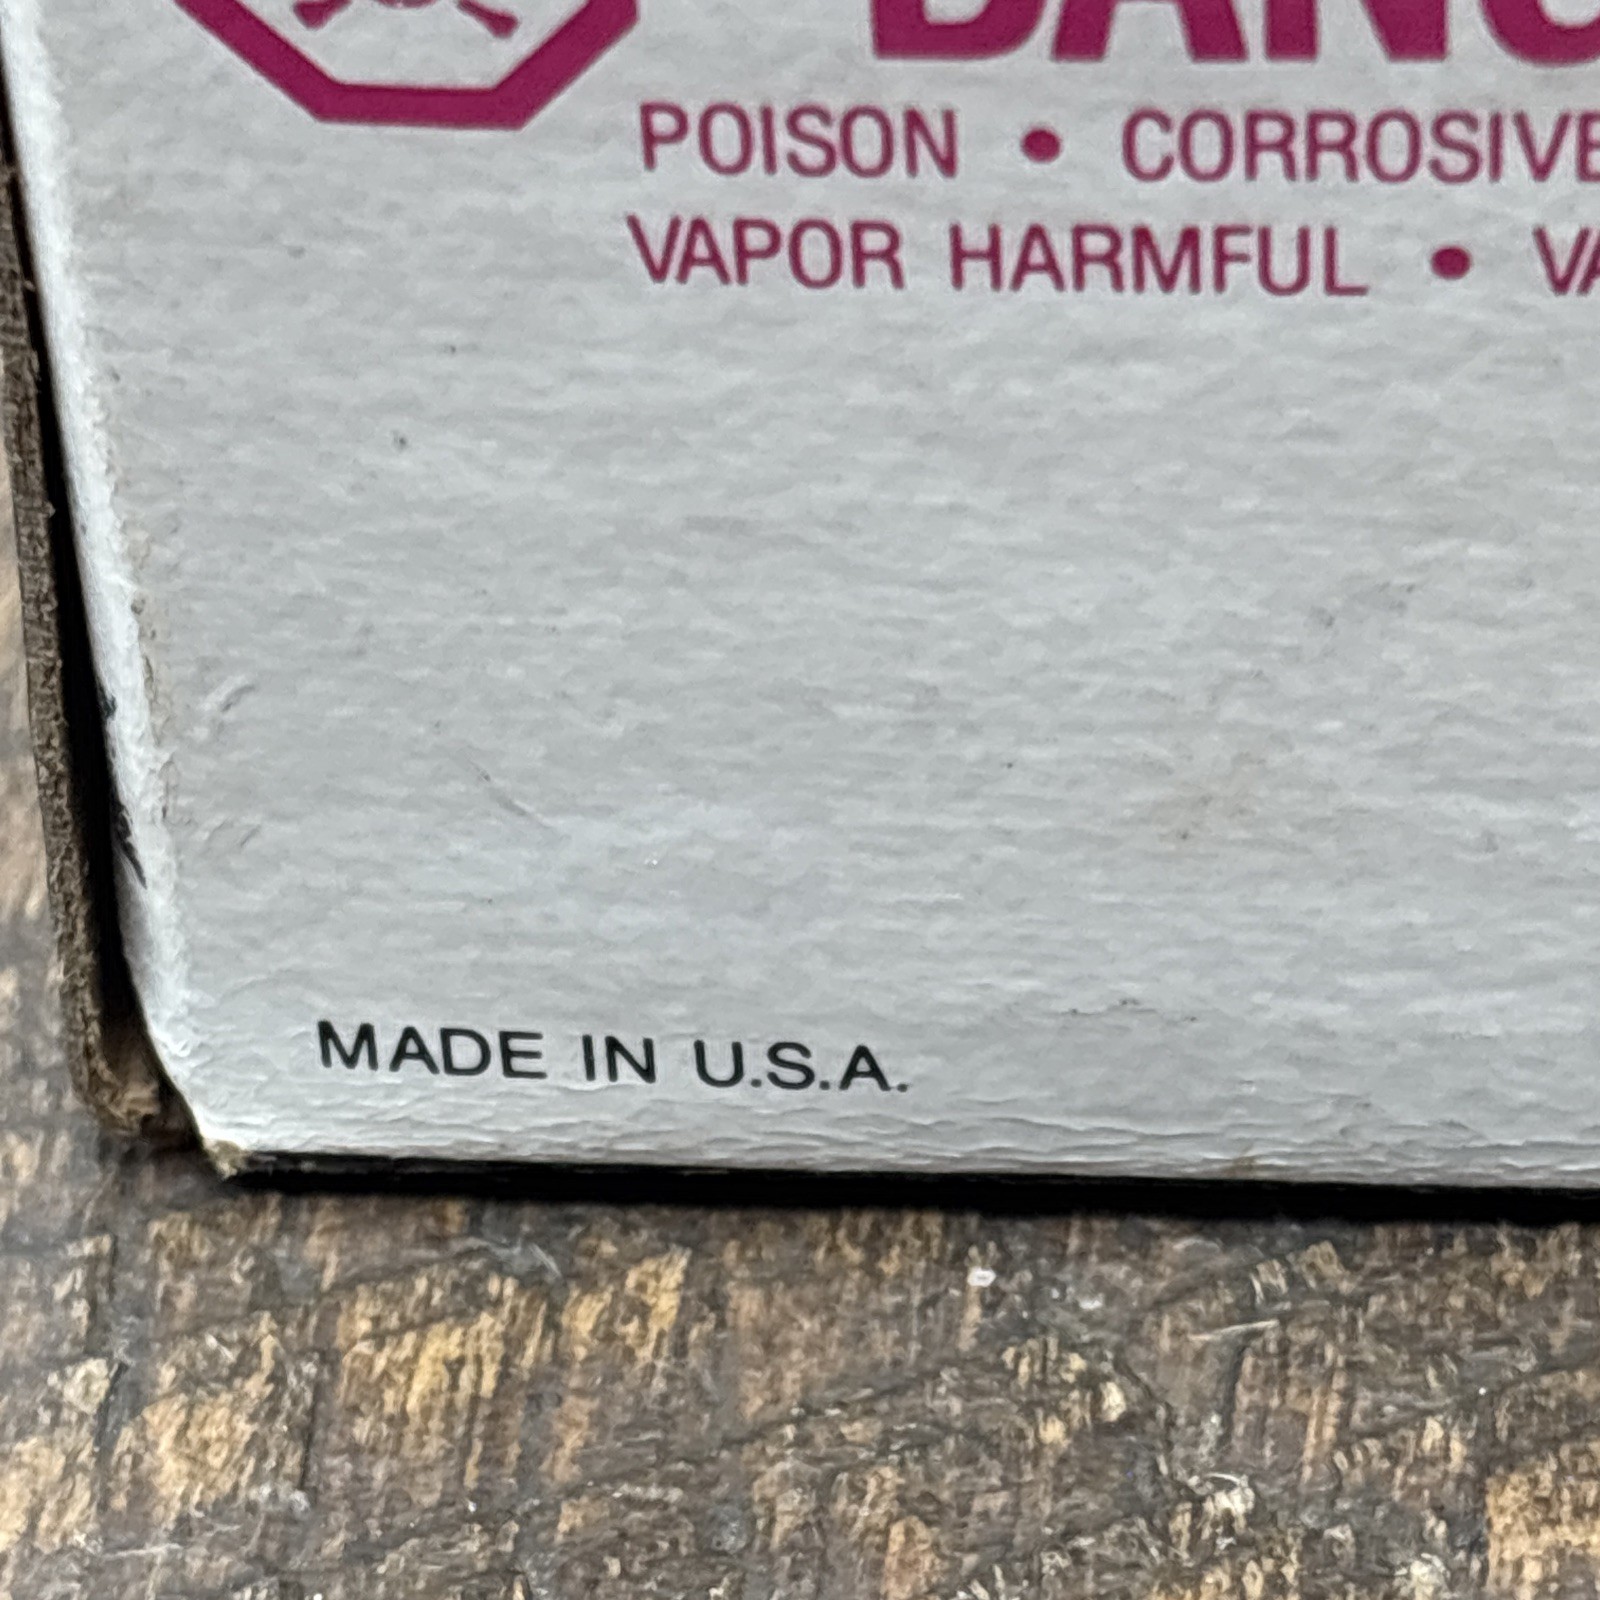 POISON • CORROSIVE
VAPOR HARMFUL •
MADE IN U.S.A.